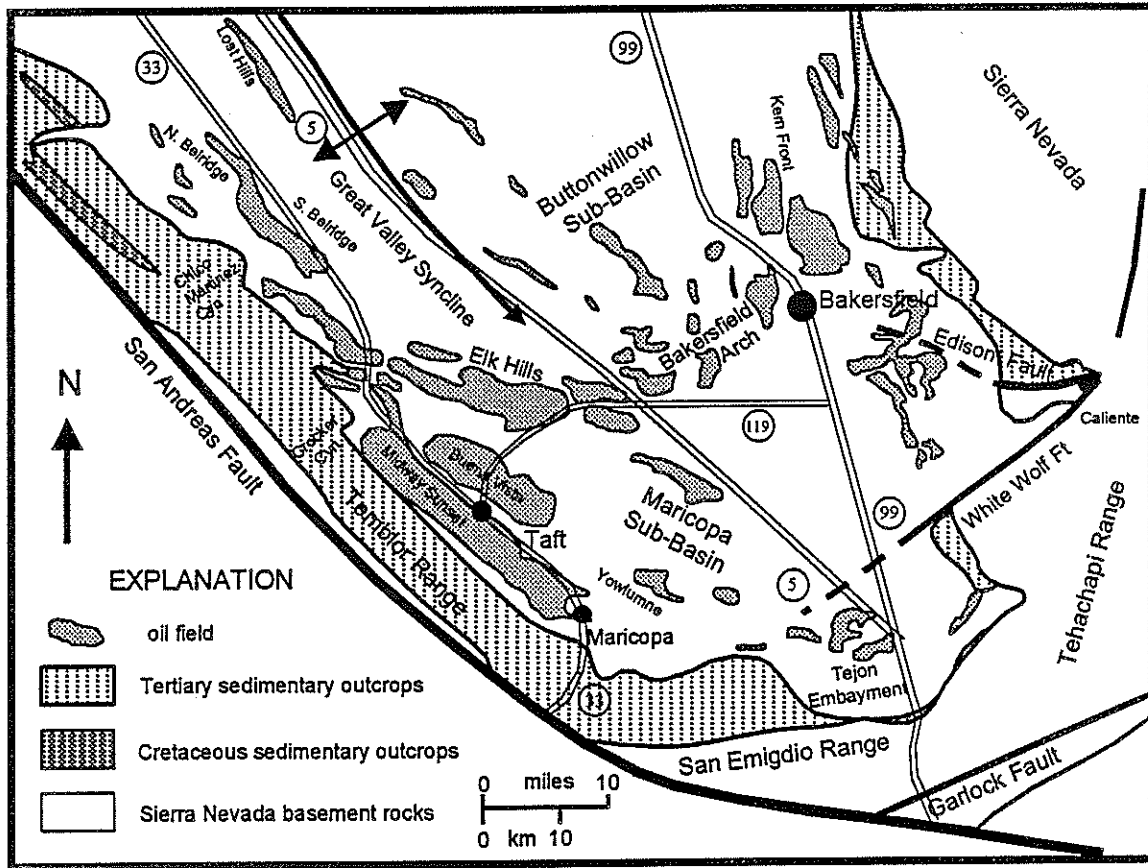 33
Lost Hills
99
5
N. Belridge
S. Belridge
Great Valley Syncline
Buttonwillow
Sub-Basin
Kern Front
Sierra Nevada
Chico
Martinez
Bakersfield
Bakersfield
Arch
Edison
Fault
Caliente
San Andreas Fault
Elk Hills
119
N
Crocker
Midway Sunset
Buena Vista
Taft
Temblor Range
Maricopa
Sub-Basin
White Wolf Ft
99
Tehachapi Range
5
Yowlumne
Maricopa
Tejon
Embayment
33
San Emigdio Range
Garlock Fault
EXPLANATION
oil field
Tertiary sedimentary outcrops
Cretaceous sedimentary outcrops
Sierra Nevada basement rocks
0 miles 10
0 km 10